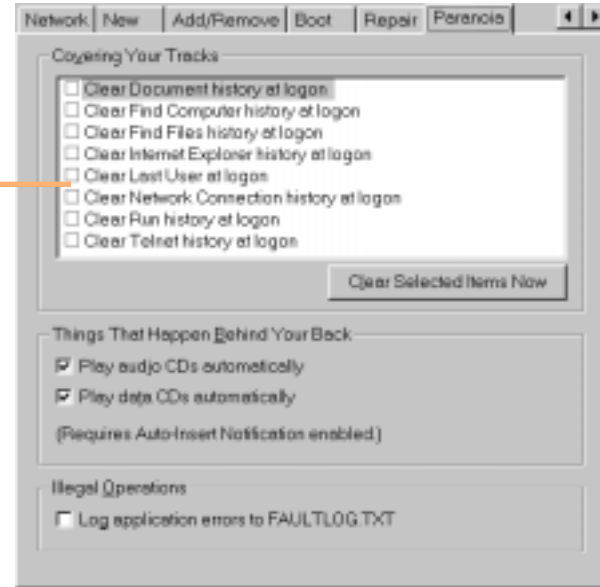 Network New Add/Remove Boot Repair Paranoia
Covering Your Tracks
Clear Document history at logon
Clear Find Computer history at logon
Clear Find Files history at logon
Clear Internet Explorer history at logon
Clear Last User at logon
Clear Network Connection history at logon
Clear Run history at logon
Clear Telnet history at logon
Clear Selected Items Now
Things That Happen Behind Your Back
Play audio CDs automatically
Play data CDs automatically
(Requires Auto-Insert Notification enabled.)
Illegal Operations
Log application errors to FAULTLOG.TXT